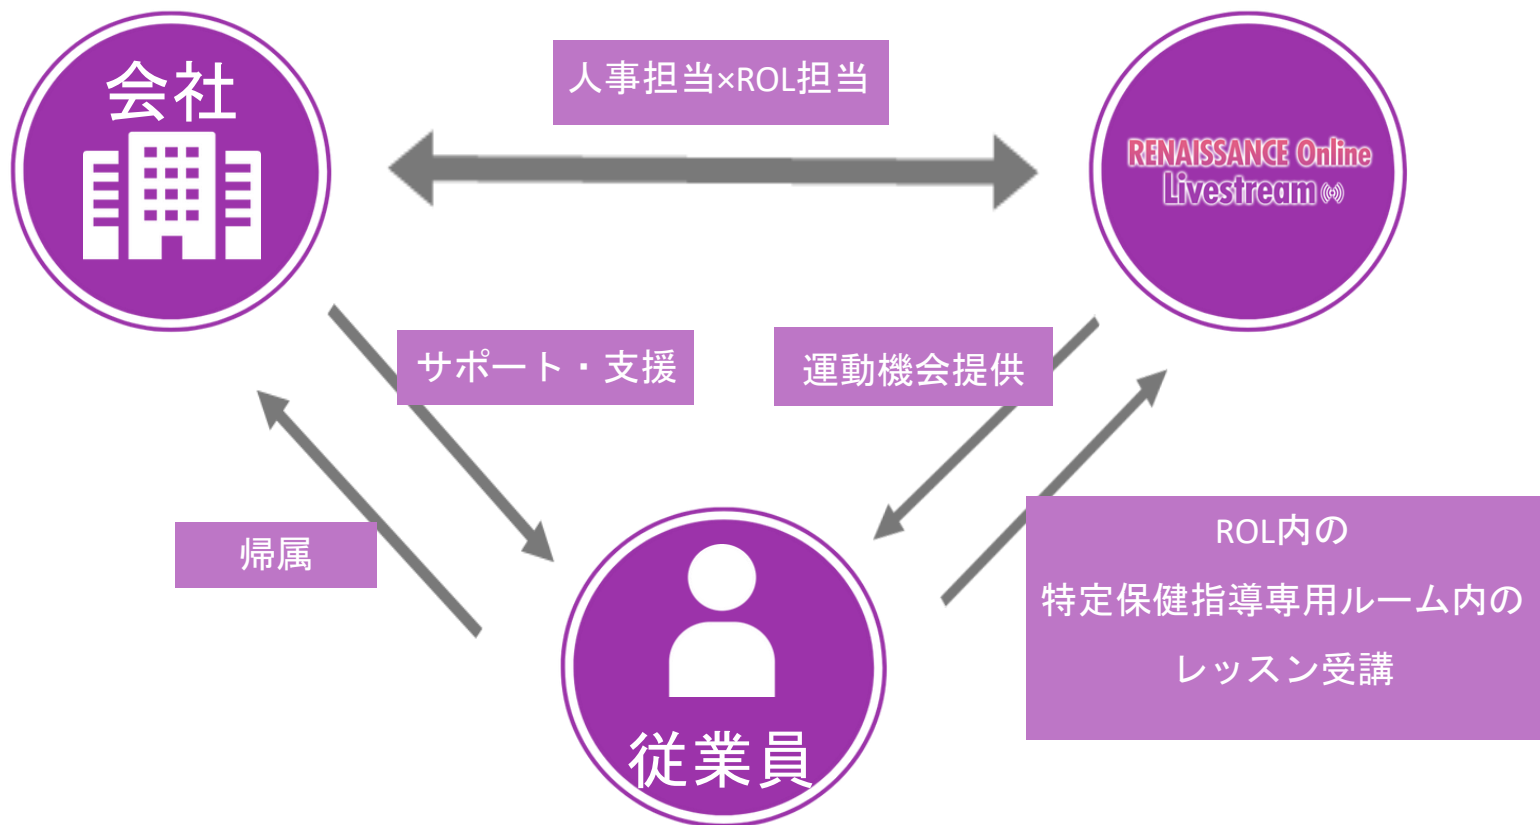 会社
人事担当×ROL担当
RENAISSANCE Online
Livestream
サポート・支援
運動機会提供
帰属
ROL内の
特定保健指導専用ルーム内の
レッスン受講
従業員